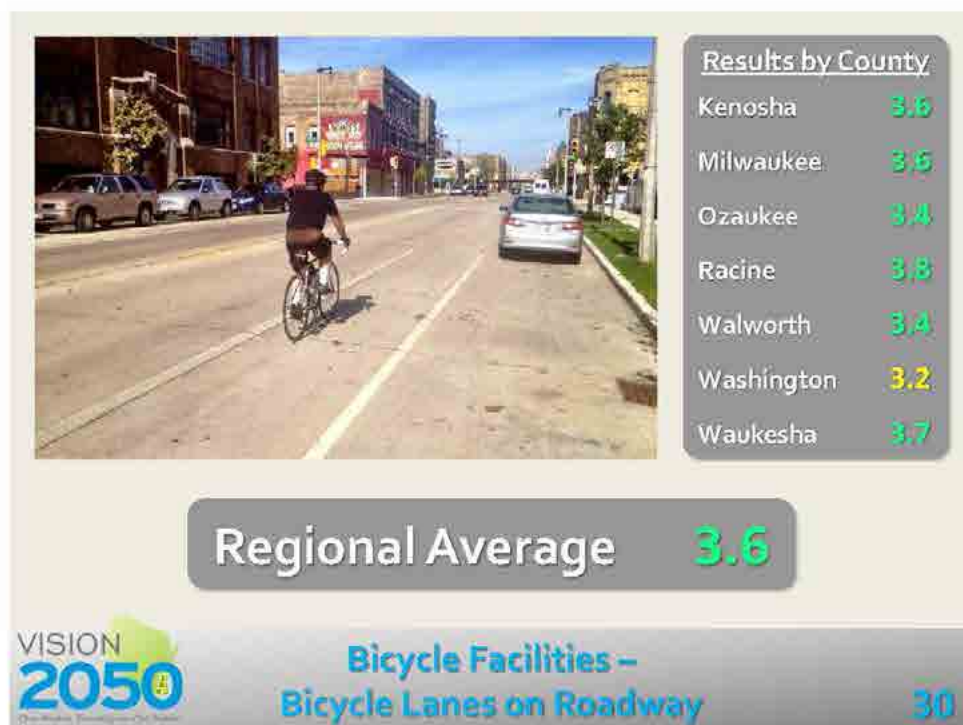 Results by County
Kenosha 3.6
Milwaukee 3.6
Ozaukee 3.4
Racine 3.8
Walworth 3.4
Washington 3.2
Waukesha 3.7
Regional Average 3.6
VISION
2050
Bicycle Facilities –
Bicycle Lanes on Roadway
30